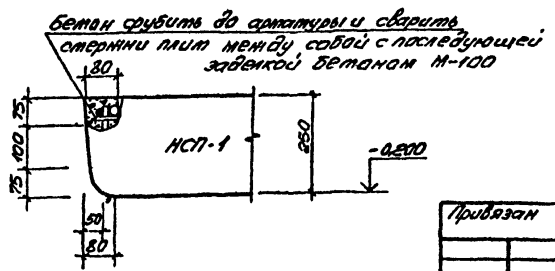 Бетон срубить до арматуры и сварить
стержни плит между собой с последующей
заделкой бетоном М-100
80
75
100
75
НСП-1
250
-0.200
50
80
Привязан